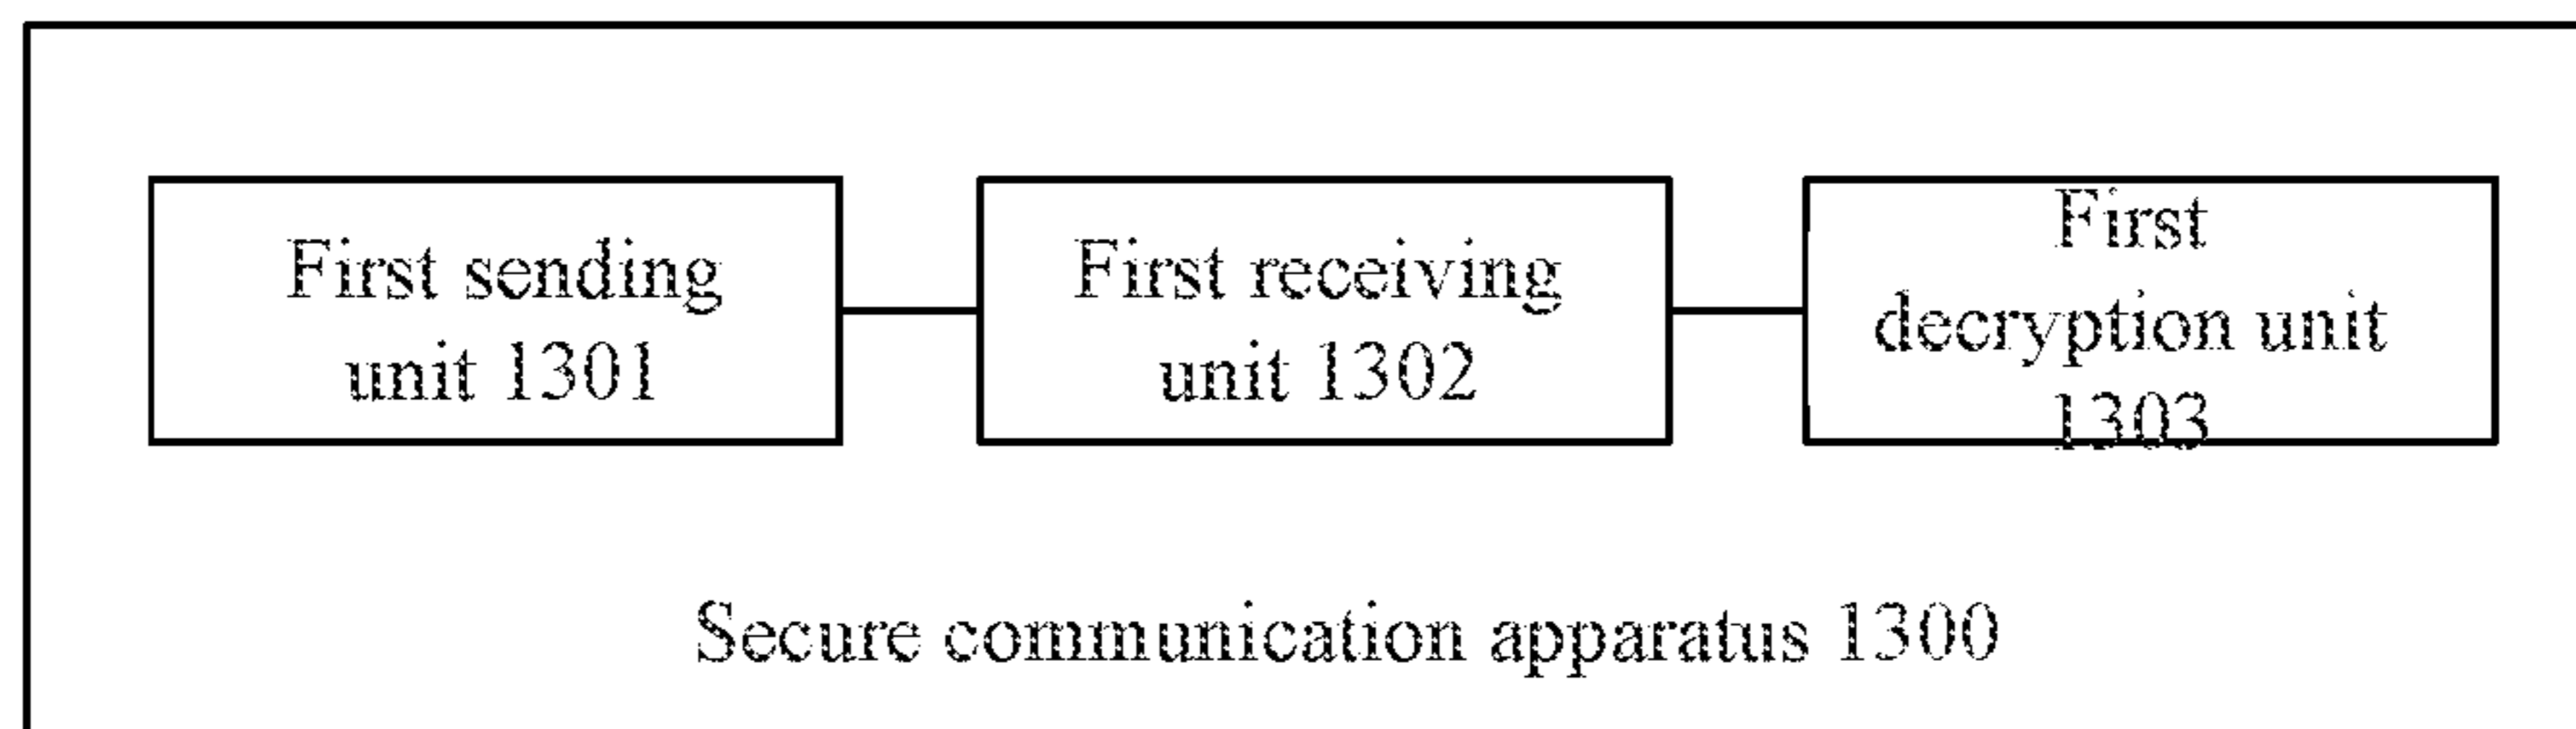 First sending
unit 1301
First receiving
unit 1302
First
decryption unit
1303
Secure communication apparatus 1300